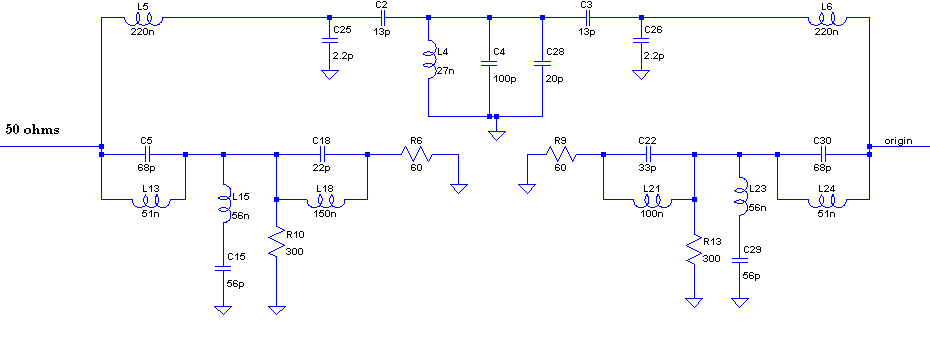 L5
220n
C2
13p
C3
13p
L6
220n
C25
2.2p
L4
27n
C4
100p
C28
20p
C26
2.2p
50 ohms
origin
C5
68p
C18
22p
R6
60
R9
60
C22
33p
C30
68p
L13
51n
L15
56n
L18
150n
L21
100n
L23
56n
L24
51n
R10
300
R13
300
C15
56p
C29
56p